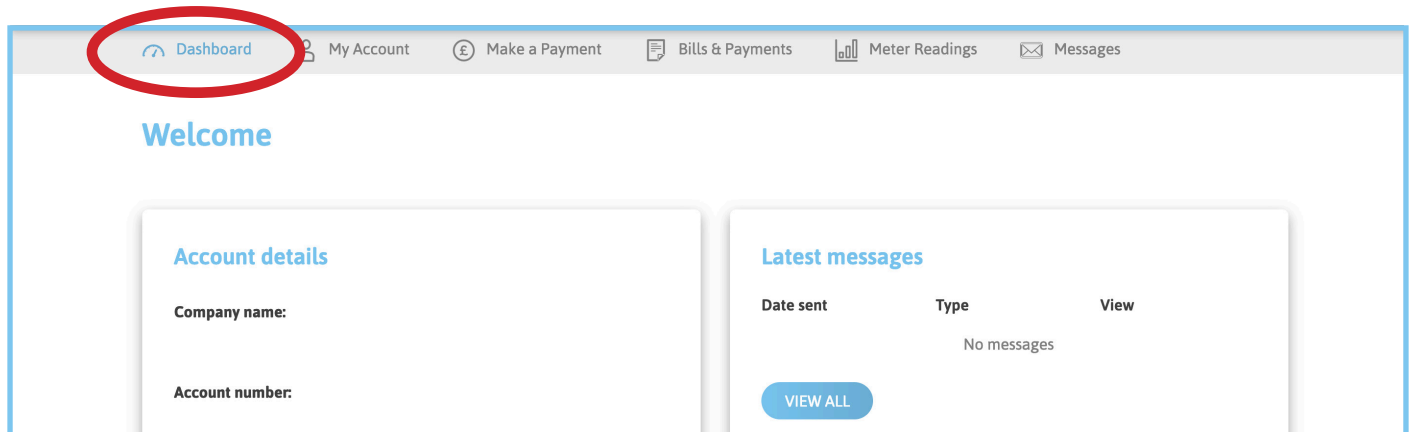 Dashboard My Account £ Make a Payment Bills & Payments Meter Readings Messages
Welcome
Account details
Company name:
Account number:
Latest messages
Date sent Type View
No messages
VIEW ALL